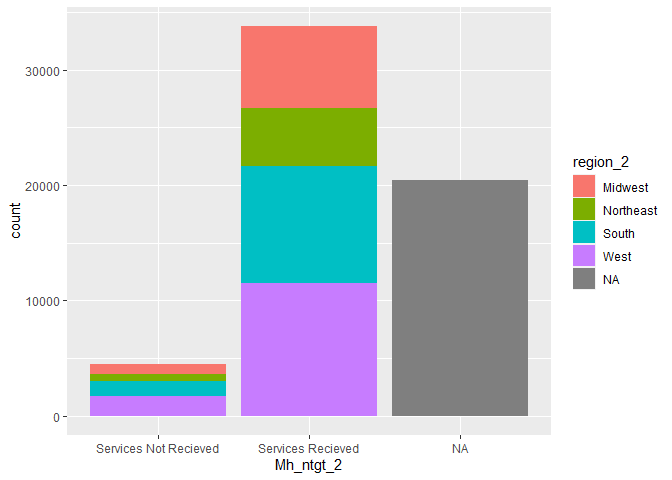 30000
20000
10000
0
count
Services Not Recieved
Services Recieved
NA
Mh_ntgt_2
region_2
Midwest
Northeast
South
West
NA